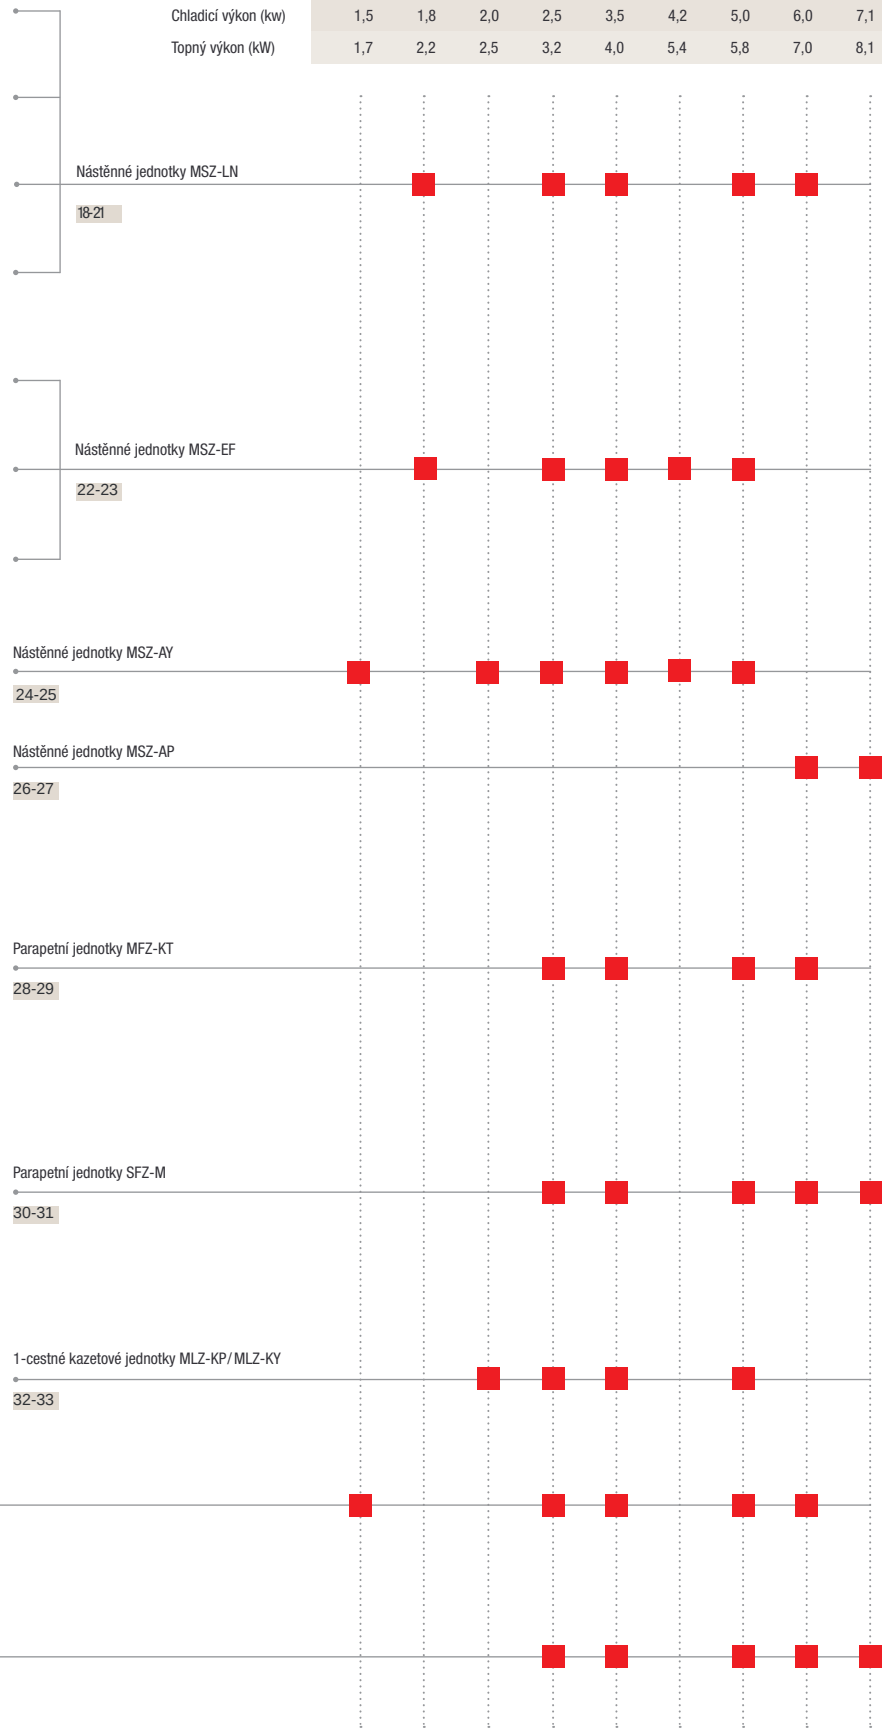 Chladicí výkon (kw) 1,5 1,8 2,0 2,5 3,5 4,2 5,0 6,0 7,1
Topný výkon (kW) 1,7 2,2 2,5 3,2 4,0 5,4 5,8 7,0 8,1
Nástěnné jednotky MSZ-LN
18-21
Nástěnné jednotky MSZ-EF
22-23
Nástěnné jednotky MSZ-AY
24-25
Nástěnné jednotky MSZ-AP
26-27
Parapetní jednotky MFZ-KT
28-29
Parapetní jednotky SFZ-M
30-31
1-cestné kazetové jednotky MLZ-KP/MLZ-KY
32-33